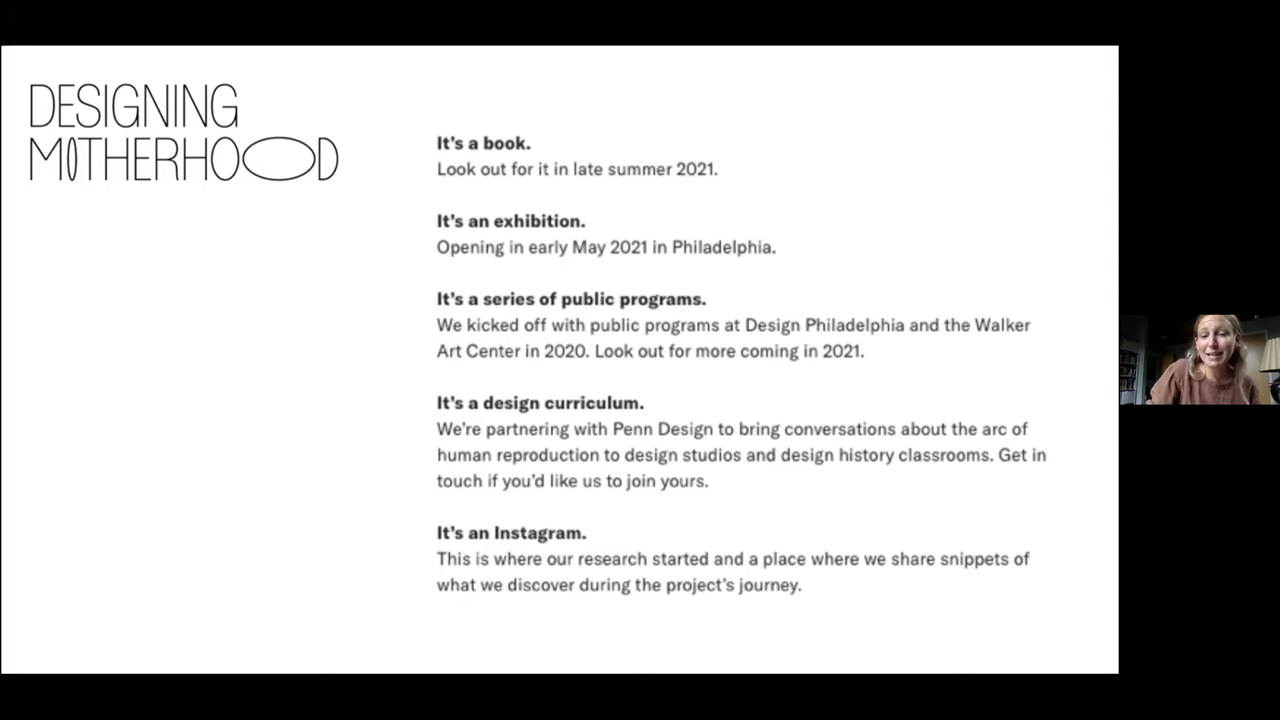 DESIGNING
MOTHERHOOD
It's a book.
Look out for it in late summer 2021.
It's an exhibition.
Opening in early May 2021 in Philadelphia.
It's a series of public programs.
We kicked off with public programs at Design Philadelphia and the Walker
Art Center in 2020. Look out for more coming in 2021.
It's a design curriculum.
We're partnering with Penn Design to bring conversations about the arc of
human reproduction to design studios and design history classrooms. Get in
touch if you'd like us to join yours.
It's an Instagram.
This is where our research started and a place where we share snippets of
what we discover during the project's journey.